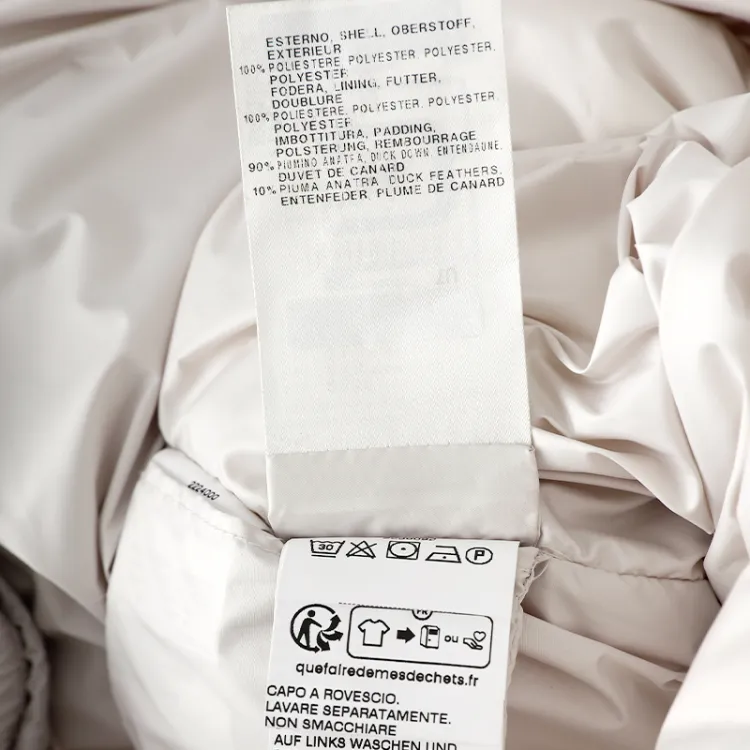 ESTERNO, SHELL, OBERSTOFF,
EXTERIEUR
100% POLIESTERE, POLYESTER, POLYESTER,
POLYESTER
FODERA, LINING, FUTTER,
DOUBLURE
100% POLIESTERE, POLYESTER, POLYESTER,
POLYESTER
IMBOTTITURA, PADDING,
POLSTERUNG, REMBOURRAGE
90% PIUMINO ANATRA, DUCK DOWN, ENTENDAUNE,
DUVET DE CANARD
10% PIUMA ANATRA, DUCK FEATHERS,
ENTENFEDER, PLUME DE CANARD
30
P
FR
ou
quefairedemesdechets.fr
CAPO A ROVESCIO.
LAVARE SEPARATAMENTE.
NON SMACCHIARE
AUF LINKS WASCHEN UND